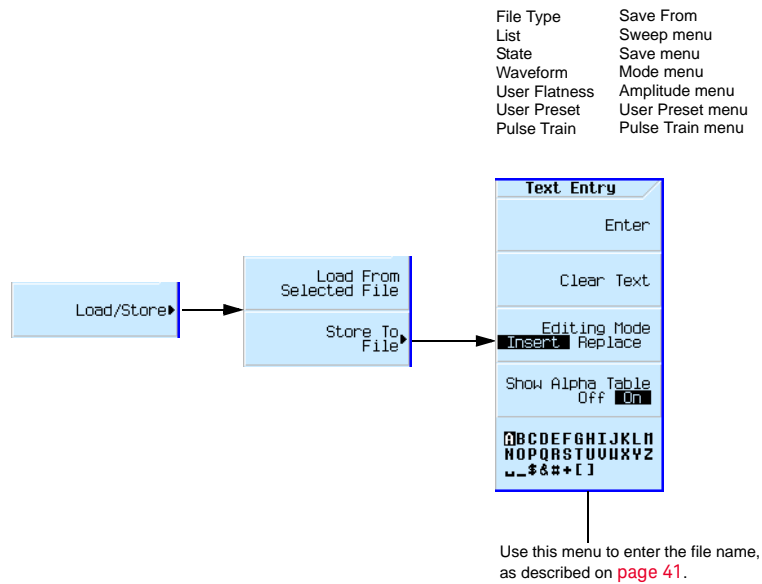 File Type Save From
List Sweep menu
State Save menu
Waveform Mode menu
User Flatness Amplitude menu
User Preset User Preset menu
Pulse Train Pulse Train menu
Text Entry
Enter
Clear Text
Editing Mode
Insert Replace
Show Alpha Table
Off On
ABCDEFGHIJKLM
NOPQRSTUVWXYZ
␣_$&#+[]
Load From
Selected File
Store To
File
Load/Store
Use this menu to enter the file name,
as described on page 41.